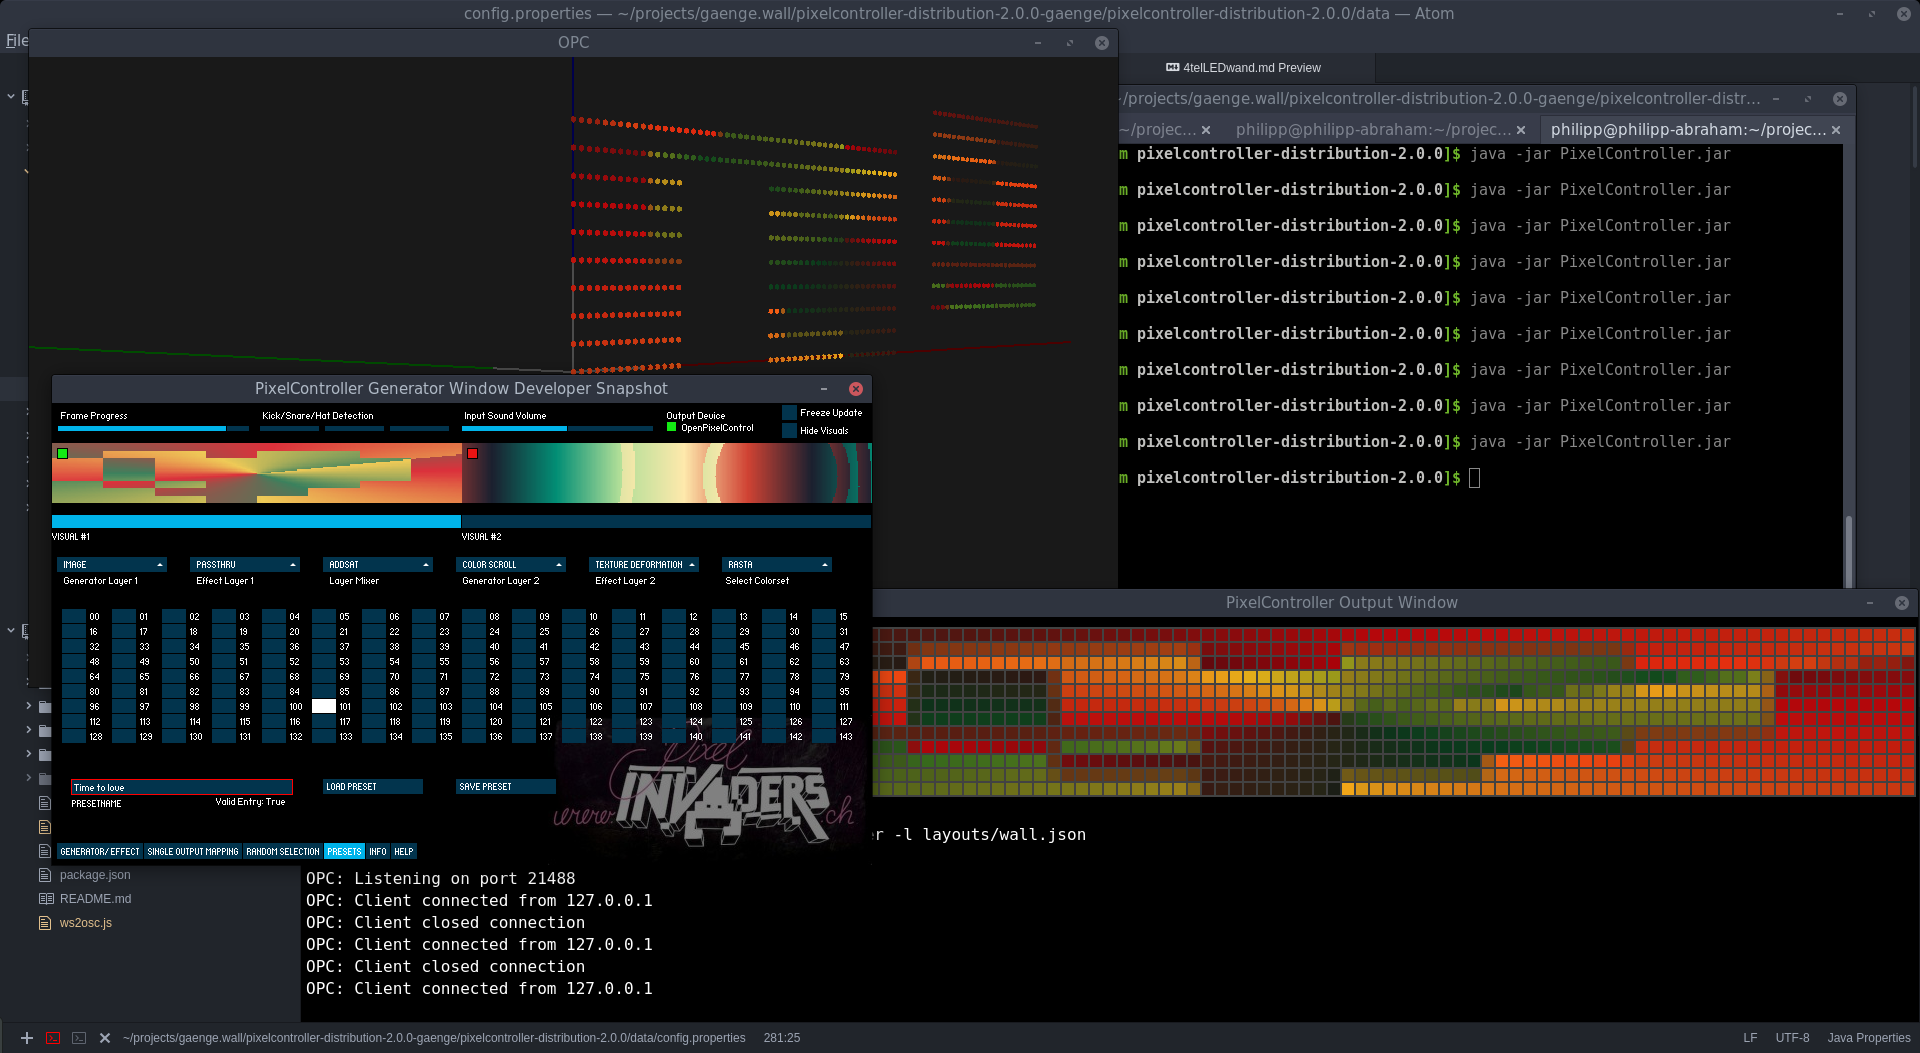 config.properties — ~/projects/gaenge.wall/pixelcontroller-distribution-2.0.0-gaenge/pixelcontroller-distribution-2.0.0/data — Atom
File
OPC
4telLEDwand.md Preview
~/projects/gaenge.wall/pixelcontroller-distribution-2.0.0-gaenge/pixelcontroller-distr...
~/projec... philipp@philipp-abraham:~/projec... philipp@philipp-abraham:~/projec...
m pixelcontroller-distribution-2.0.0]$ java -jar PixelController.jar
m pixelcontroller-distribution-2.0.0]$ java -jar PixelController.jar
m pixelcontroller-distribution-2.0.0]$ java -jar PixelController.jar
m pixelcontroller-distribution-2.0.0]$ java -jar PixelController.jar
m pixelcontroller-distribution-2.0.0]$ java -jar PixelController.jar
m pixelcontroller-distribution-2.0.0]$ java -jar PixelController.jar
m pixelcontroller-distribution-2.0.0]$ java -jar PixelController.jar
m pixelcontroller-distribution-2.0.0]$ java -jar PixelController.jar
m pixelcontroller-distribution-2.0.0]$ java -jar PixelController.jar
m pixelcontroller-distribution-2.0.0]$
PixelController Generator Window Developer Snapshot
Frame Progress Kick/Snare/Hat Detection Input Sound Volume Output Device Freeze Update
OpenPixelControl Hide Visuals
VISUAL #1 VISUAL #2
IMAGE PASSTHRU ADDSAT COLOR SCROLL TEXTURE DEFORMATION RASTA
Generator Layer 1 Effect Layer 1 Layer Mixer Generator Layer 2 Effect Layer 2 Select Colorset
00 01 02 03 04 05 06 07 08 09 10 11 12 13 14 15
16 17 18 19 20 21 22 23 24 25 26 27 28 29 30 31
32 33 34 35 36 37 38 39 40 41 42 43 44 45 46 47
48 49 50 51 52 53 54 55 56 57 58 59 60 61 62 63
64 65 66 67 68 69 70 71 72 73 74 75 76 77 78 79
80 81 82 83 84 85 86 87 88 89 90 91 92 93 94 95
96 97 98 99 100 101 102 103 104 105 106 107 108 109 110 111
112 113 114 115 116 117 118 119 120 121 122 123 124 125 126 127
128 129 130 131 132 133 134 135 136 137 138 139 140 141 142 143
Time to love LOAD PRESET SAVE PRESET
PRESETNAME Valid Entry: True
Pixel
INVADERS
www. .ch
GENERATOR/EFFECT SINGLE OUTPUT MAPPING RANDOM SELECTION PRESETS INFO HELP
PixelController Output Window
r -l layouts/wall.json
OPC: Listening on port 21488
OPC: Client connected from 127.0.0.1
OPC: Client closed connection
OPC: Client connected from 127.0.0.1
OPC: Client closed connection
OPC: Client connected from 127.0.0.1
package.json
README.md
ws2osc.js
~/projects/gaenge.wall/pixelcontroller-distribution-2.0.0-gaenge/pixelcontroller-distribution-2.0.0/data/config.properties 281:25 LF UTF-8 Java Properties